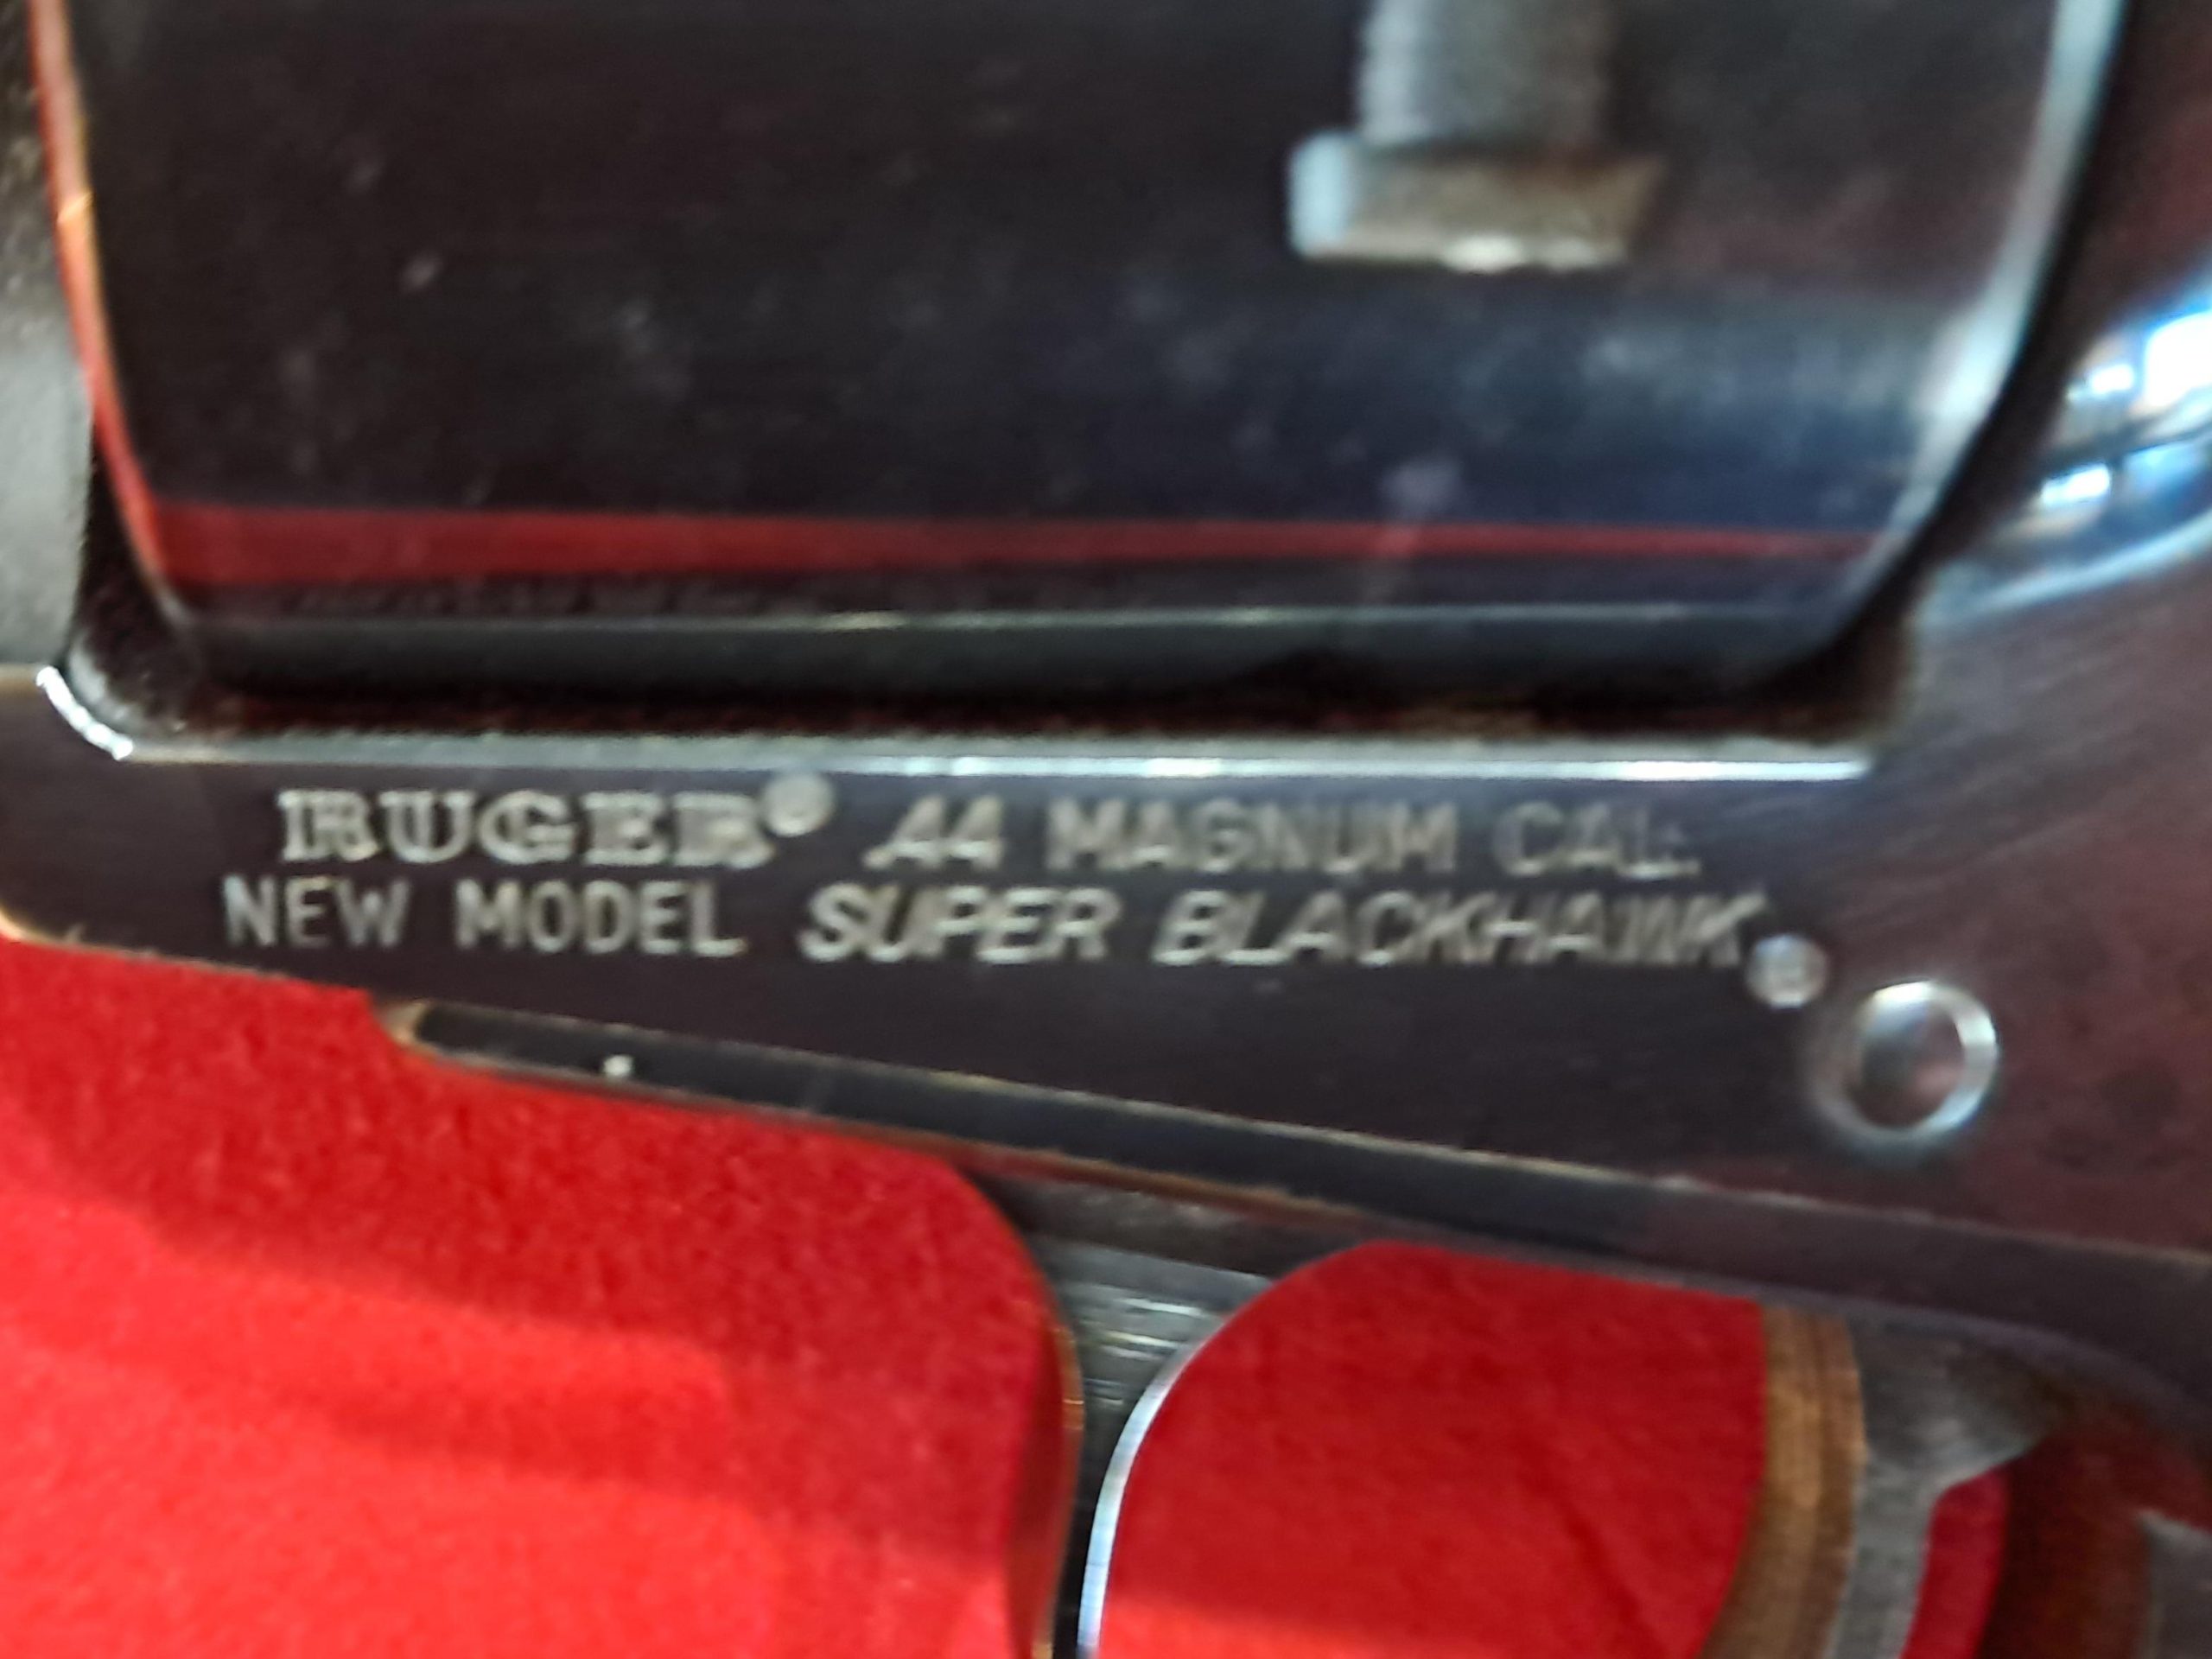 RUGER® .44 MAGNUM CAL.
NEW MODEL SUPER BLACKHAWK®